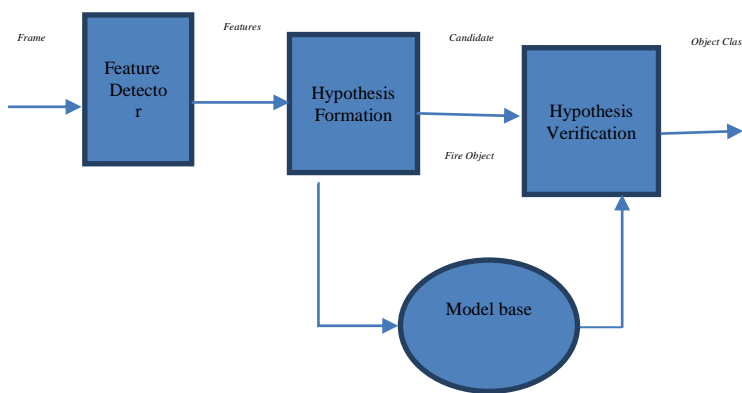 Frame
Features
Candidate
Object Clas
Feature
Detecto
r
Hypothesis
Formation
Hypothesis
Verification
Fire Object
Model base